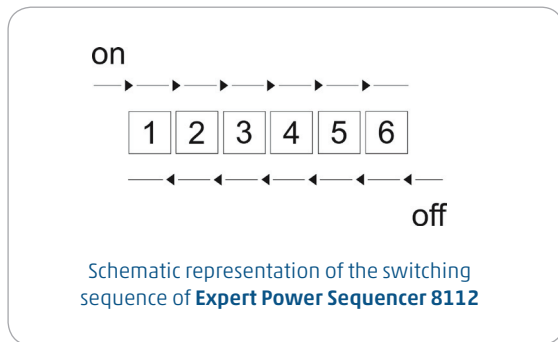 on
1 2 3 4 5 6
off
Schematic representation of the switching
sequence of Expert Power Sequencer 8112